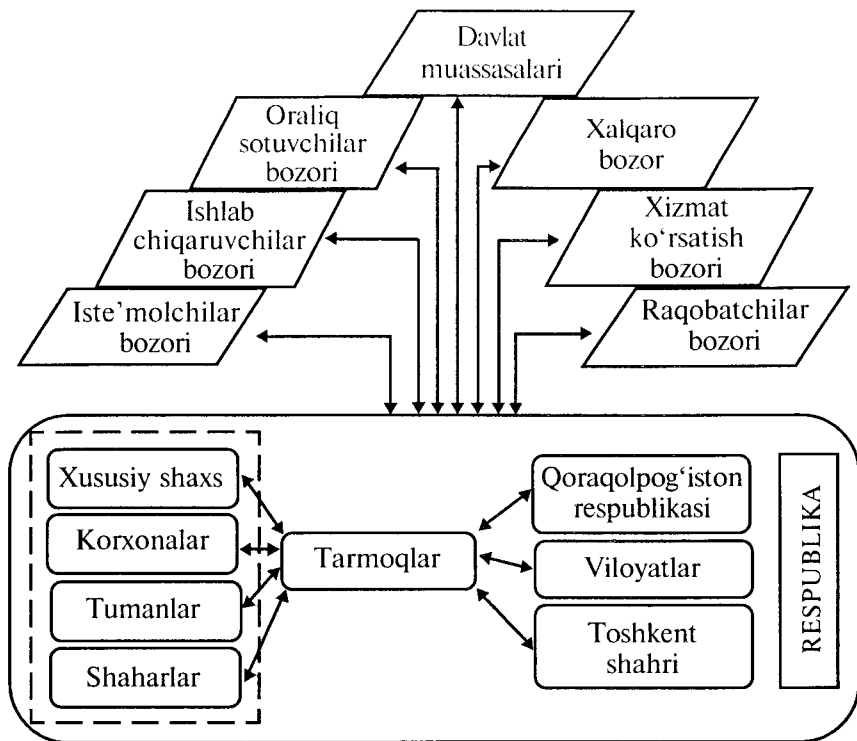 Davlat
muassasalari
Oraliq
sotuvchilar
bozori
Xalqaro
bozor
Ishlab
chiqaruvchilar
bozori
Xizmat
ko‘rsatish
bozori
Iste’molchilar
bozori
Raqobatchilar
bozori
Xususiy shaxs
Korxonalar
Tumanlar
Shaharlar
Tarmoqlar
Qoraqolpog‘iston
respublikasi
Viloyatlar
Toshkent
shahri
RESPUBLIKA